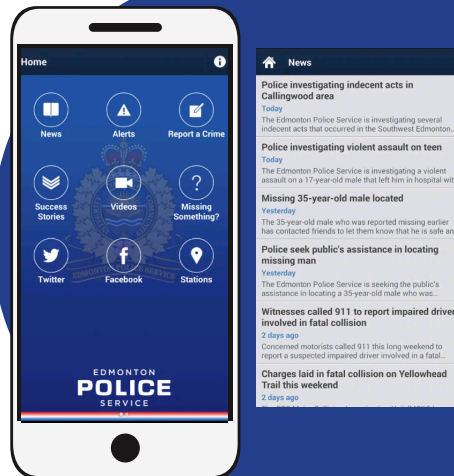 Home
News
Alerts
Report a Crime
Success
Stories
Videos
Missing
Something?
Twitter
Facebook
Stations
EDMONTON
POLICE
SERVICE
News
Police investigating indecent acts in
Callingwood area
Today
The Edmonton Police Service is investigating several
indecent acts that occurred in the Southwest Edmonton...
Police investigating violent assault on teen
Today
The Edmonton Police Service is investigating a violent
assault on a 17-year-old male that left him in hospital wit
Missing 35-year-old male located
Yesterday
The 35-year-old male who was reported missing earlier
has contacted friends to let them know that he is safe an
Police seek public's assistance in locating
missing man
Yesterday
The Edmonton Police Service is seeking the public's
assistance in locating a 35-year-old male who was...
Witnesses called 911 to report impaired driver
involved in fatal collision
2 days ago
Concerned motorists called 911 this long weekend to
report a suspected impaired driver involved in a fatal...
Charges laid in fatal collision on Yellowhead
Trail this weekend
2 days ago